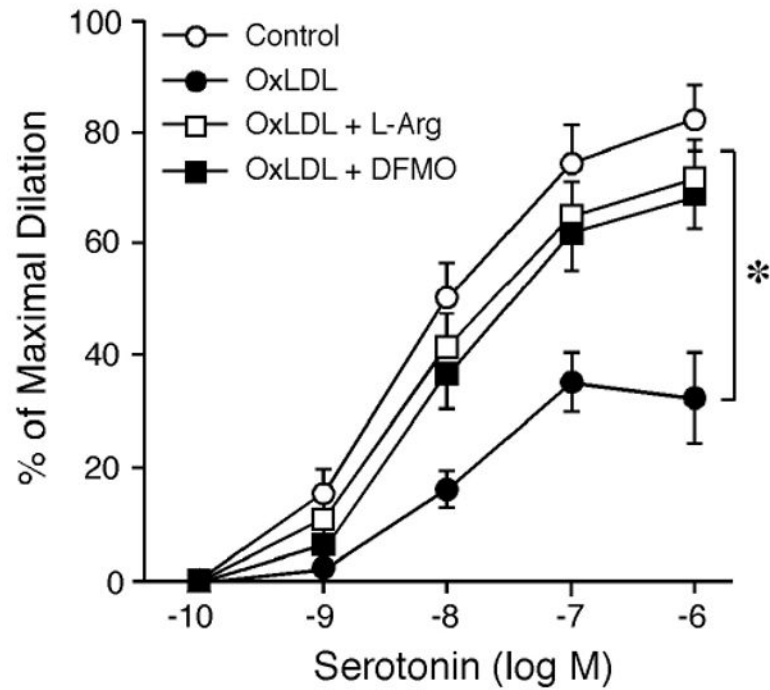 % of Maximal Dilation
100
80
60
40
20
0
Control
OxLDL
OxLDL + L-Arg
OxLDL + DFMO
*
-10 -9 -8 -7 -6
Serotonin (log M)